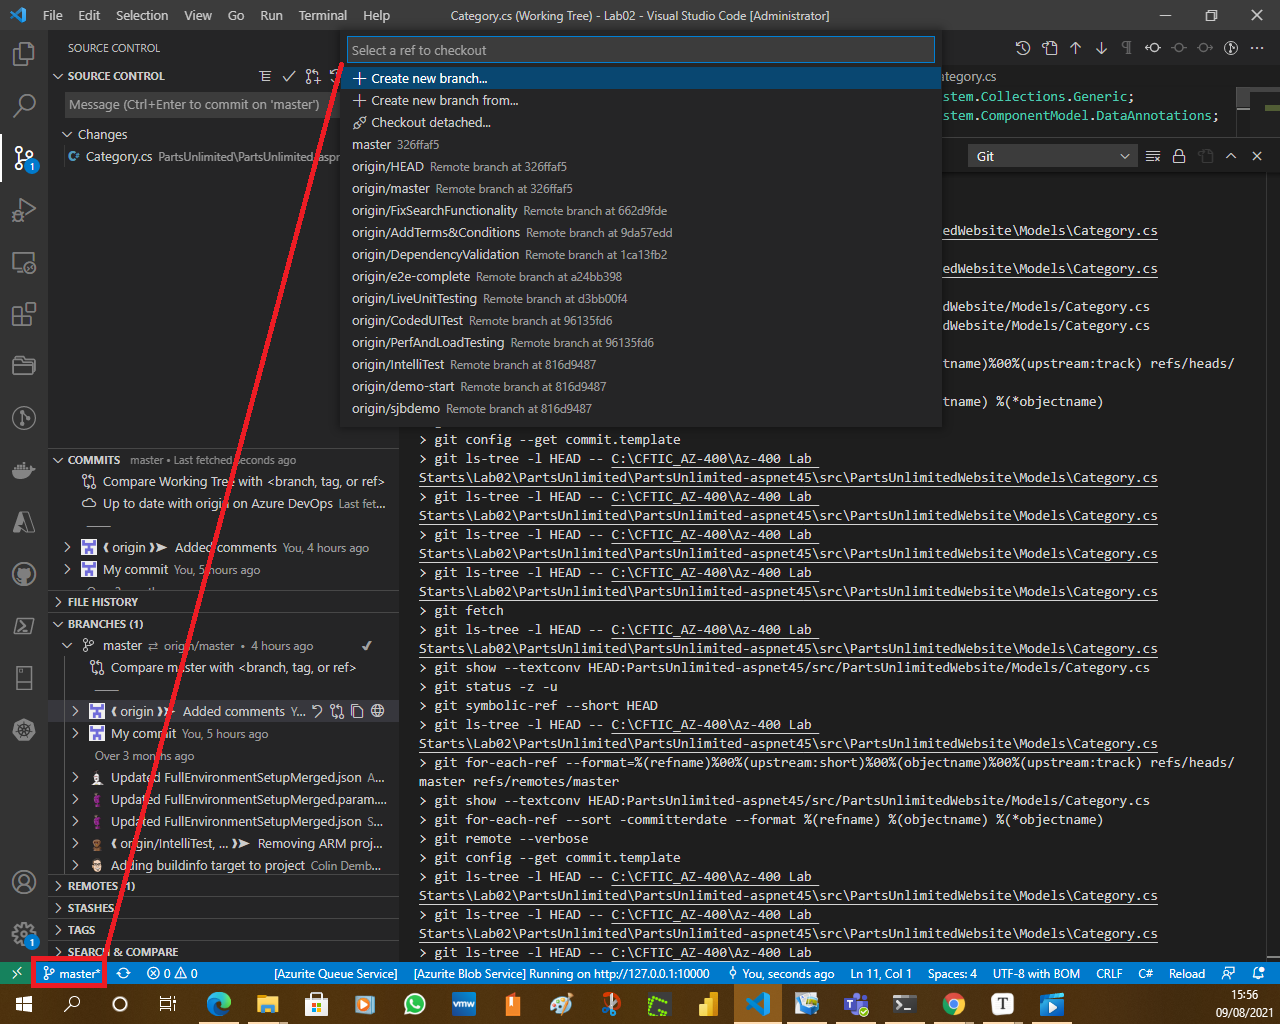 File Edit Selection View Go Run Terminal Help
Category.cs (Working Tree) - Lab02 - Visual Studio Code [Administrator]
SOURCE CONTROL
SOURCE CONTROL
Message (Ctrl+Enter to commit on 'master')
Changes
Category.cs PartsUnlimited\PartsUnlimited-aspr
1
Select a ref to checkout
Create new branch...
Create new branch from...
Checkout detached...
master 326ffaf5
origin/HEAD Remote branch at 326ffaf5
origin/master Remote branch at 326ffaf5
origin/FixSearchFunctionality Remote branch at 662d9fde
origin/AddTerms&Conditions Remote branch at 9da57edd
origin/DependencyValidation Remote branch at 1ca13fb2
origin/e2e-complete Remote branch at a24bb398
origin/LiveUnitTesting Remote branch at d3bb00f4
origin/CodedUITest Remote branch at 96135fd6
origin/PerfAndLoadTesting Remote branch at 96135fd6
origin/IntelliTest Remote branch at 816d9487
origin/demo-start Remote branch at 816d9487
origin/sjbdemo Remote branch at 816d9487
ategory.cs
stem.Collections.Generic;
stem.ComponentModel.DataAnnotations;
Git
edWebsite\Models\Category.cs
edWebsite\Models\Category.cs
edWebsite/Models/Category.cs
edWebsite/Models/Category.cs
tname)%00%(upstream:track) refs/heads/
tname) %(*objectname)
> git config --get commit.template
> git ls-tree -l HEAD -- C:\CFTIC_AZ-400\Az-400 Lab
Starts\Lab02\PartsUnlimited\PartsUnlimited-aspnet45\src\PartsUnlimitedWebsite\Models\Category.cs
> git ls-tree -l HEAD -- C:\CFTIC_AZ-400\Az-400 Lab
Starts\Lab02\PartsUnlimited\PartsUnlimited-aspnet45\src\PartsUnlimitedWebsite\Models\Category.cs
> git ls-tree -l HEAD -- C:\CFTIC_AZ-400\Az-400 Lab
Starts\Lab02\PartsUnlimited\PartsUnlimited-aspnet45\src\PartsUnlimitedWebsite\Models\Category.cs
> git ls-tree -l HEAD -- C:\CFTIC_AZ-400\Az-400 Lab
Starts\Lab02\PartsUnlimited\PartsUnlimited-aspnet45\src\PartsUnlimitedWebsite\Models\Category.cs
> git fetch
> git ls-tree -l HEAD -- C:\CFTIC_AZ-400\Az-400 Lab
Starts\Lab02\PartsUnlimited\PartsUnlimited-aspnet45\src\PartsUnlimitedWebsite\Models\Category.cs
> git show --textconv HEAD:PartsUnlimited-aspnet45/src/PartsUnlimitedWebsite/Models/Category.cs
> git status -z -u
> git symbolic-ref --short HEAD
> git ls-tree -l HEAD -- C:\CFTIC_AZ-400\Az-400 Lab
Starts\Lab02\PartsUnlimited\PartsUnlimited-aspnet45\src\PartsUnlimitedWebsite\Models\Category.cs
> git for-each-ref --format=%(refname)%00%(upstream:short)%00%(objectname)%00%(upstream:track) refs/heads/
master refs/remotes/master
> git show --textconv HEAD:PartsUnlimited-aspnet45/src/PartsUnlimitedWebsite/Models/Category.cs
> git for-each-ref --sort -committerdate --format %(refname) %(objectname) %(*objectname)
> git remote --verbose
> git config --get commit.template
> git ls-tree -l HEAD -- C:\CFTIC_AZ-400\Az-400 Lab
Starts\Lab02\PartsUnlimited\PartsUnlimited-aspnet45\src\PartsUnlimitedWebsite\Models\Category.cs
> git ls-tree -l HEAD -- C:\CFTIC_AZ-400\Az-400 Lab
Starts\Lab02\PartsUnlimited\PartsUnlimited-aspnet45\src\PartsUnlimitedWebsite\Models\Category.cs
> git ls-tree -l HEAD -- C:\CFTIC_AZ-400\Az-400 Lab
COMMITS master • Last fetched seconds ago
Compare Working Tree with <branch, tag, or ref>
Up to date with origin on Azure DevOps Last fet...
origin Added comments You, 4 hours ago
My commit You, 5 hours ago
FILE HISTORY
BRANCHES (1)
master origin/master • 4 hours ago
Compare master with <branch, tag, or ref>
origin Added comments Y...
My commit You, 5 hours ago
Over 3 months ago
Updated FullEnvironmentSetupMerged.json A...
Updated FullEnvironmentSetupMerged.param....
Updated FullEnvironmentSetupMerged.json S...
origin/IntelliTest, ... Removing ARM proj...
Adding buildinfo target to project Colin Demb...
REMOTES (1)
STASHES
TAGS
SEARCH & COMPARE
1
master* 0 0 [Azurite Queue Service] [Azurite Blob Service] Running on http://127.0.0.1:10000 You, seconds ago Ln 11, Col 1 Spaces: 4 UTF-8 with BOM CRLF C# Reload
vmw T
15:56
09/08/2021